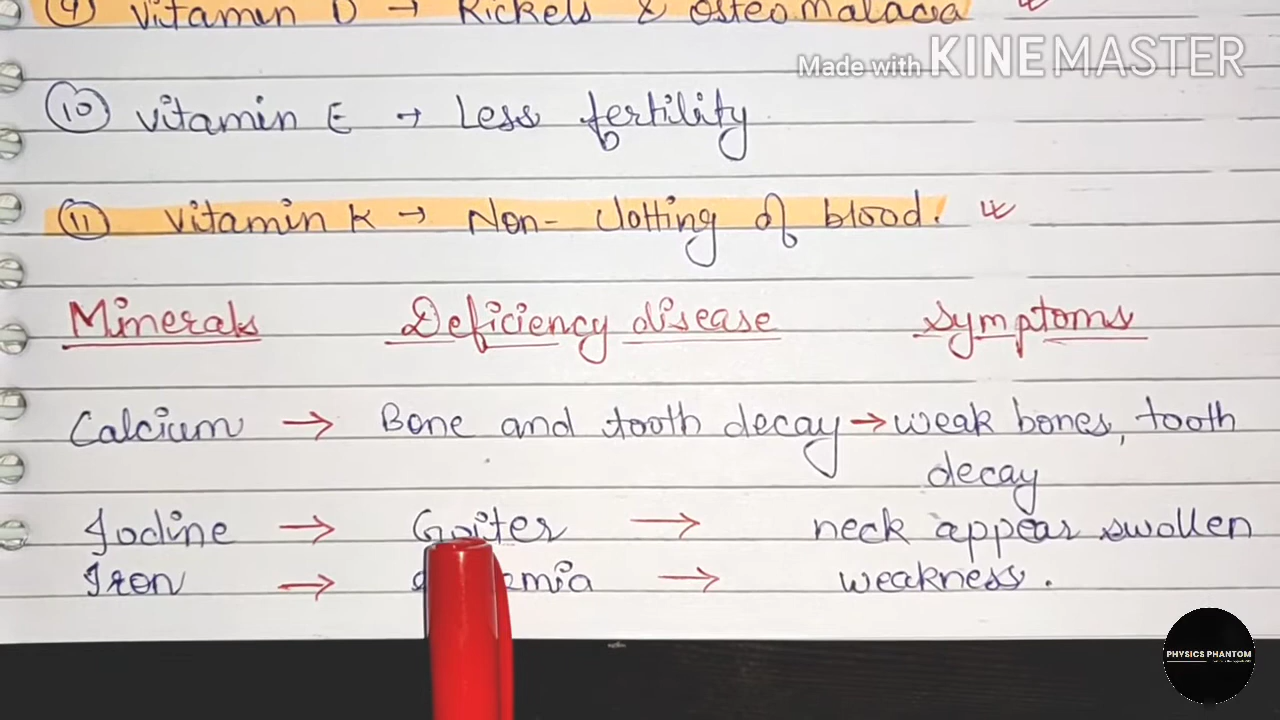 9 Vitamin D → Rickets & Osteomalacia
Made with KINEMASTER
10 Vitamin E → Less fertility
11 Vitamin K → Non-clotting of blood.
Minerals Deficiency disease Symptoms
Calcium → Bone and tooth decay → weak bones, tooth
decay
Iodine → Goiter → neck appear swollen
Iron → → weakness.
PHYSICS PHANTOM